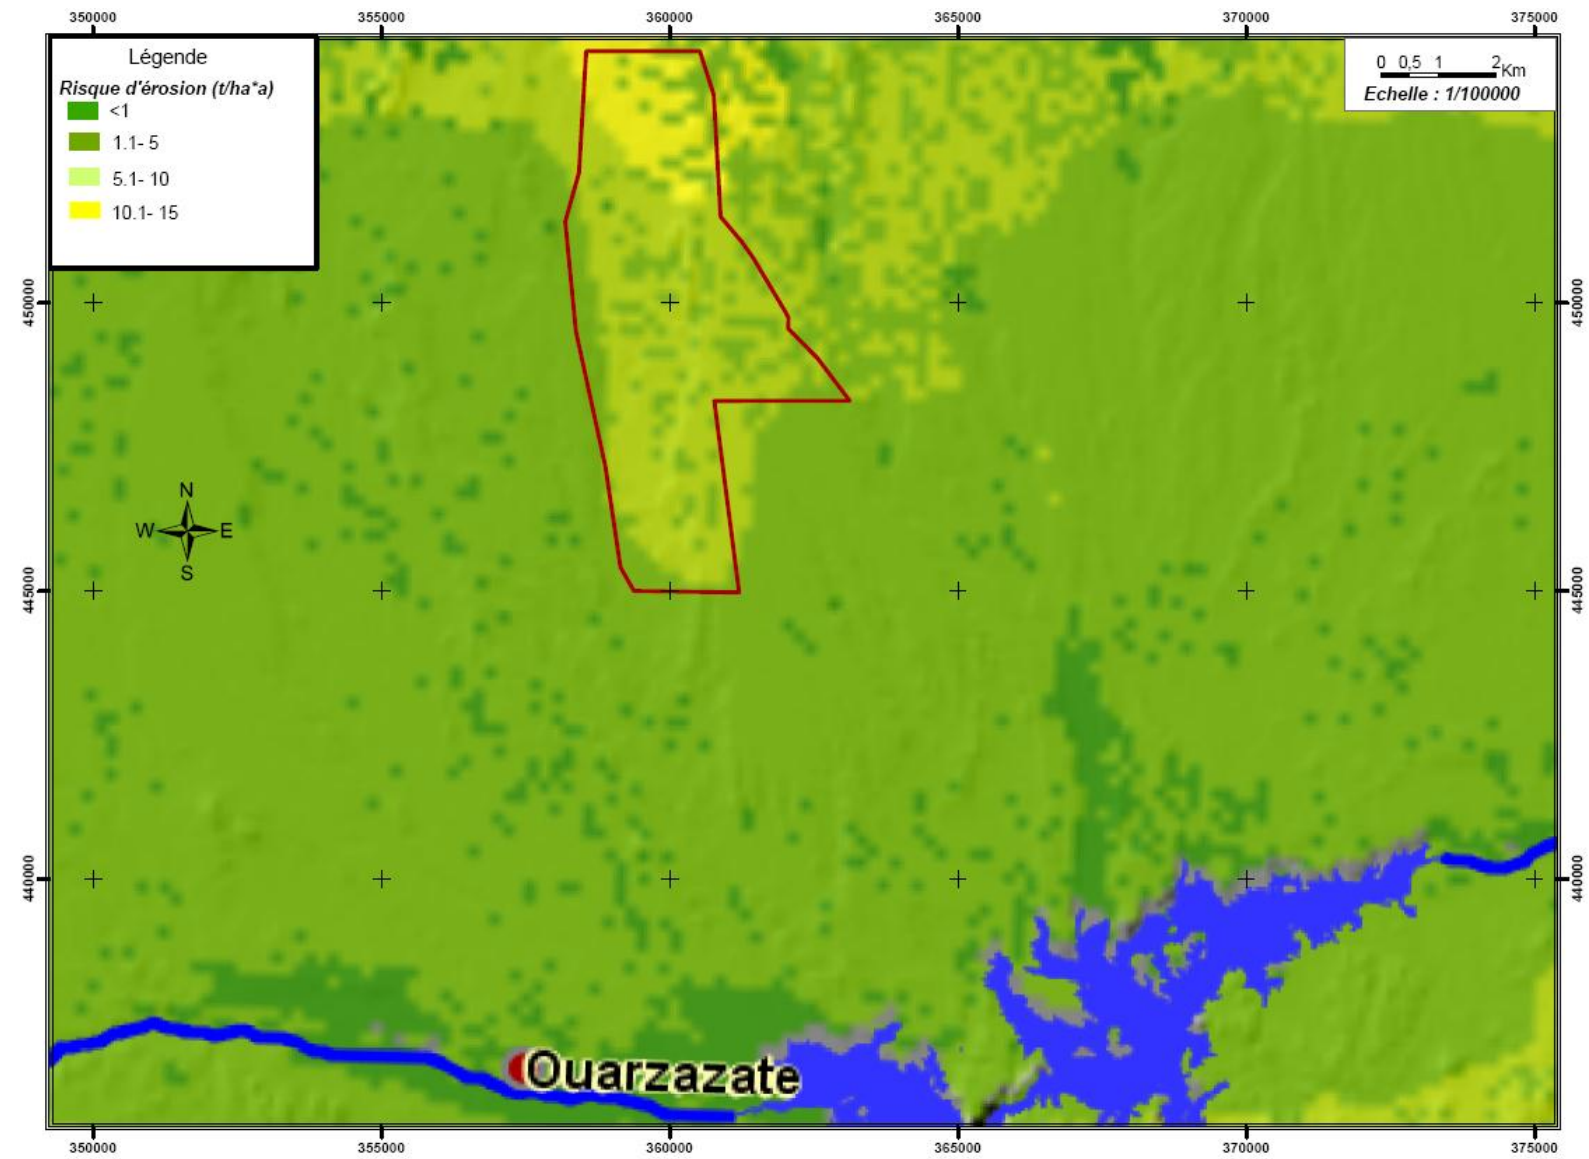 350000 355000 360000 365000 370000 375000
Légende
Risque d'érosion (t/ha*a)
<1
1.1- 5
5.1- 10
10.1- 15
0 0,5 1 2 Km
Echelle : 1/100000
450000 450000
N
W E
S
445000 445000
440000 440000
Ouarzazate
350000 355000 360000 365000 370000 375000